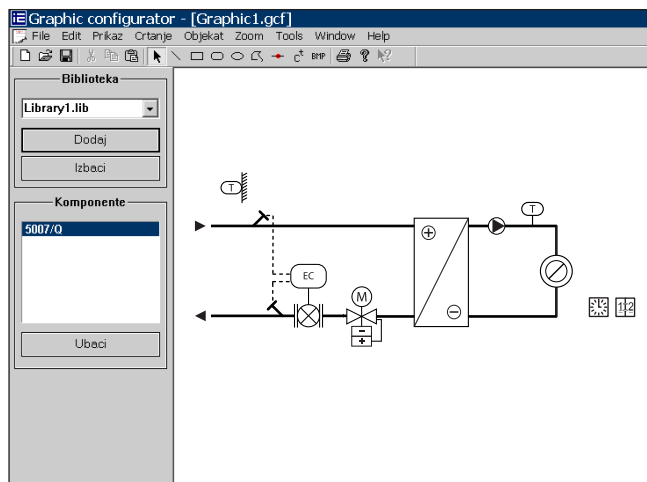 Graphic configurator - [Graphic1.gcf]
File Edit Prikaz Crtanje Objekat Zoom Tools Window Help
BMP
Biblioteka
Library1.lib
Dodaj
Izbaci
Komponente
5007/Q
Ubaci
T
T
EC
M